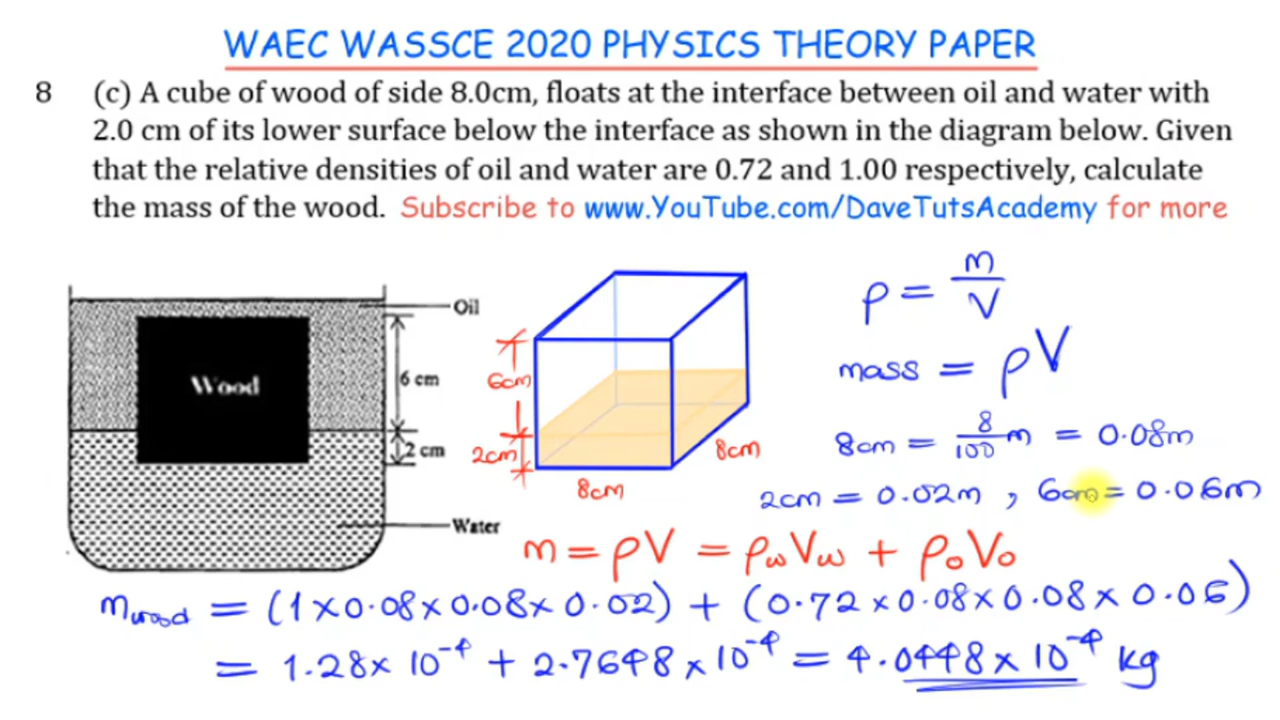 WAEC WASSCE 2020 PHYSICS THEORY PAPER
8 (c) A cube of wood of side 8.0cm, floats at the interface between oil and water with
2.0 cm of its lower surface below the interface as shown in the diagram below. Given
that the relative densities of oil and water are 0.72 and 1.00 respectively, calculate
the mass of the wood. Subscribe to www.YouTube.com/DaveTutsAcademy for more
Oil
Wood
6 cm
2 cm
Water
6cm
2cm
8cm
8cm
ρ = m/V
mass = ρV
8cm = 8/100 m = 0.08m
2cm = 0.02m , 6cm = 0.06m
m = ρV = ρwVw + ρoVo
mwood = (1×0.08×0.08×0.02) + (0.72×0.08×0.08×0.06)
= 1.28×10⁻⁴ + 2.7648×10⁻⁴ = 4.0448×10⁻⁴ kg